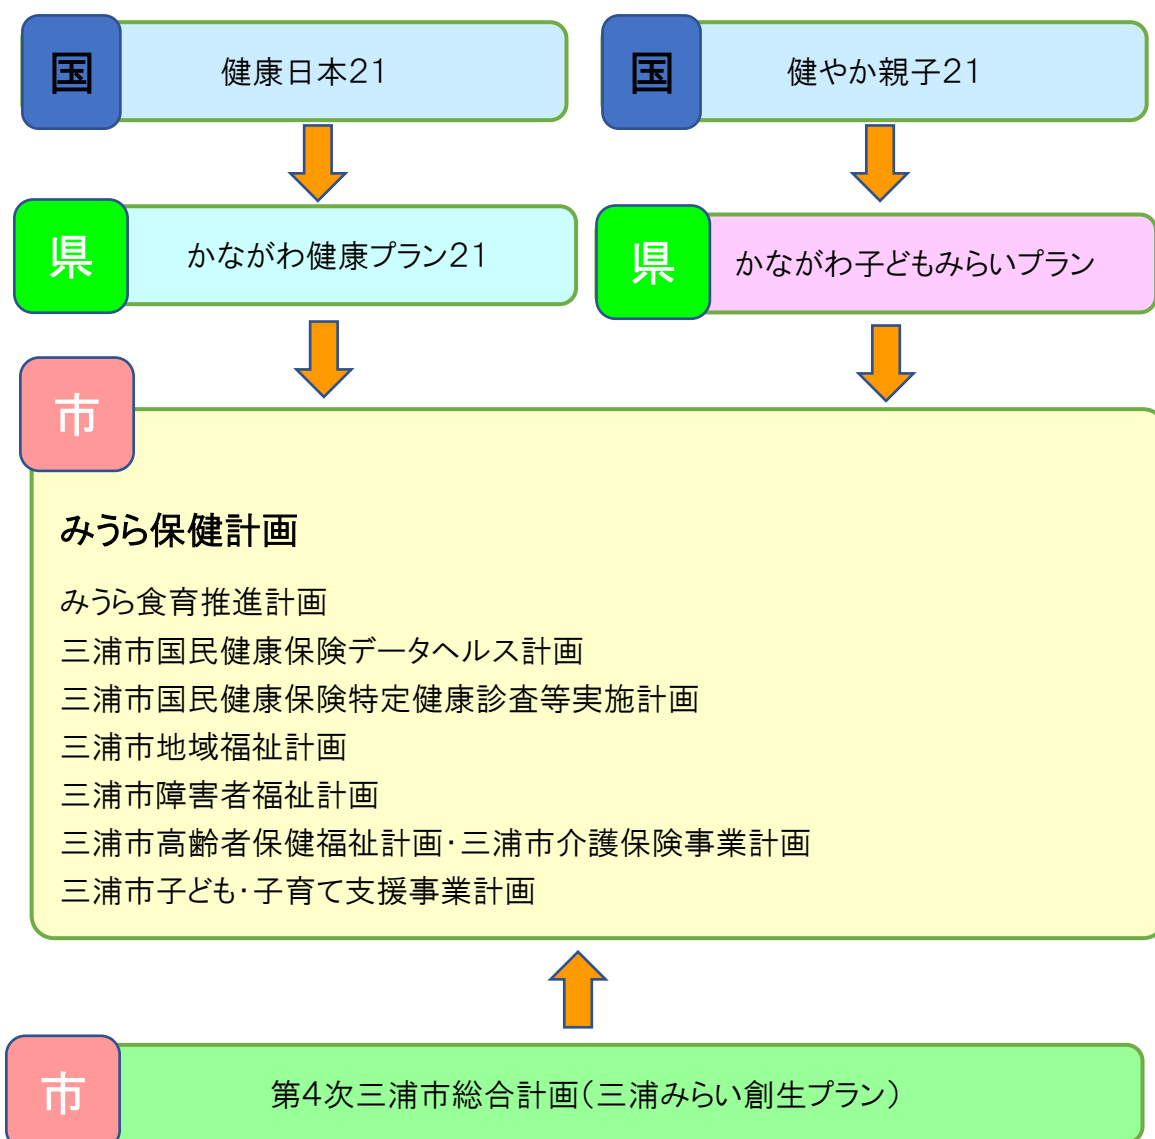 国
健康日本21
国
健やか親子21
県
かながわ健康プラン21
県
かながわ子どもみらいプラン
市
みうら保健計画
みうら食育推進計画
三浦市国民健康保険データヘルス計画
三浦市国民健康保険特定健康診査等実施計画
三浦市地域福祉計画
三浦市障害者福祉計画
三浦市高齢者保健福祉計画・三浦市介護保険事業計画
三浦市子ども・子育て支援事業計画
市
第4次三浦市総合計画（三浦みらい創生プラン）